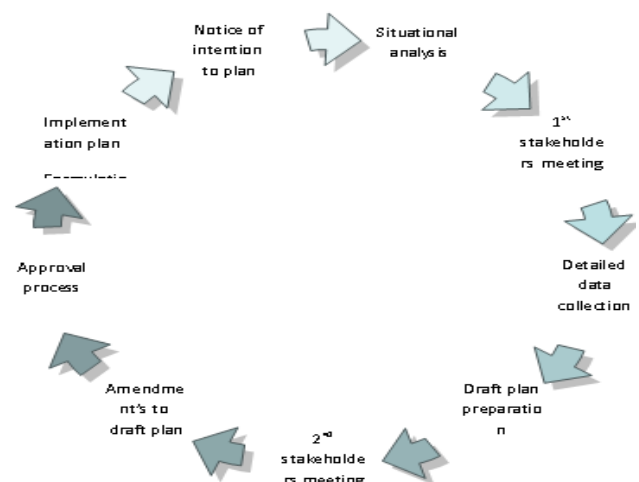 Notice of
intention
to plan
Situational
analysis
1st
stakeholde
rs meeting
Detailed
data
collection
Draft plan
preparatio
n
2nd
stakeholde
rs meeting
Amendme
nt's to
draft plan
Approval
process
Implement
ation plan